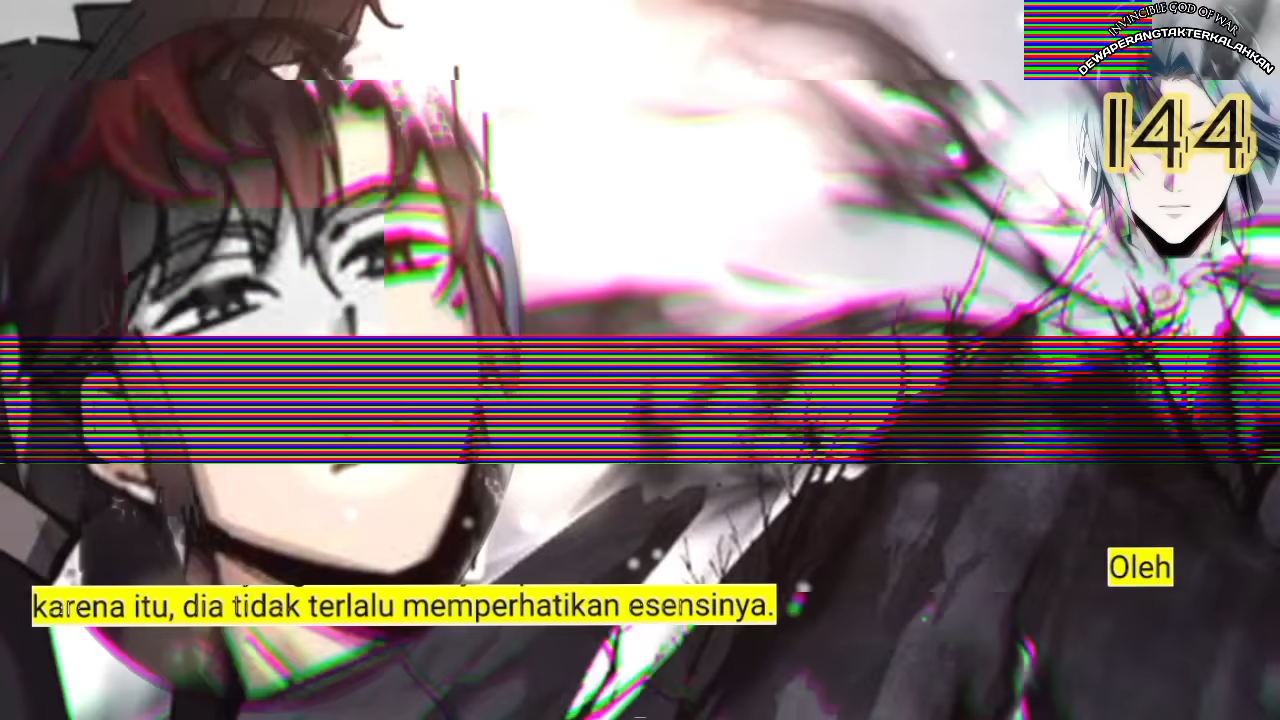 INVINCIBLE GOD OF WAR
DEWAPERANGTAKTERKALAHKAN
144
Oleh
karena itu, dia tidak terlalu memperhatikan esensinya.